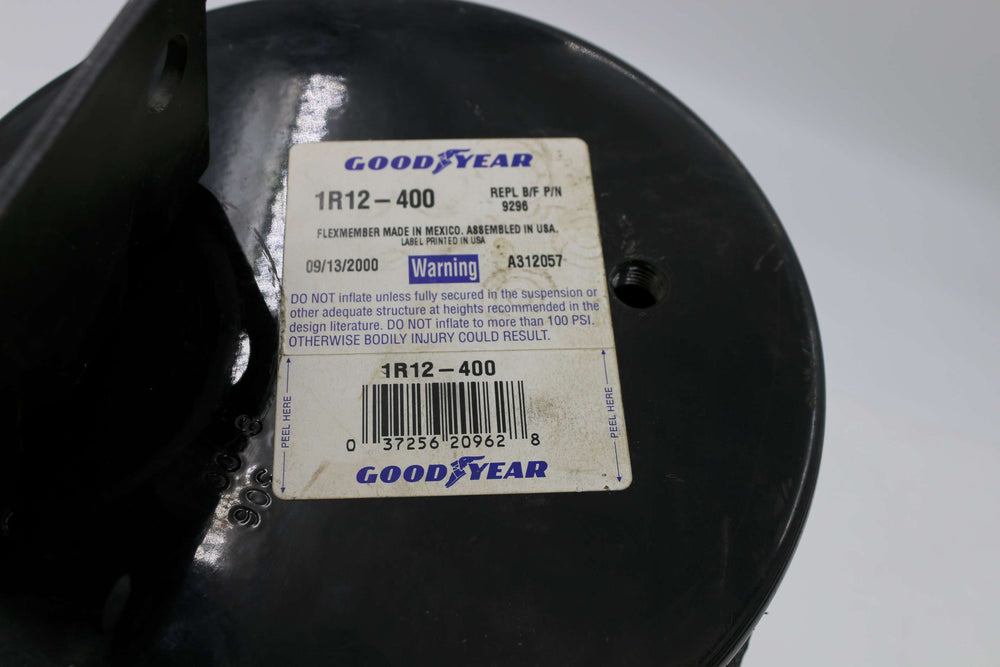 GOODYEAR
1R12-400
REPL B/F P/N
9296
FLEXMEMBER MADE IN MEXICO. ASSEMBLED IN USA.
LABEL PRINTED IN USA
09/13/2000
Warning
A312057
DO NOT inflate unless fully secured in the suspension or
other adequate structure at heights recommended in the
design literature. DO NOT inflate to more than 100 PSI.
OTHERWISE BODILY INJURY COULD RESULT.
1R12-400
PEEL HERE
PEEL HERE
0 37256 20962 8
GOODYEAR